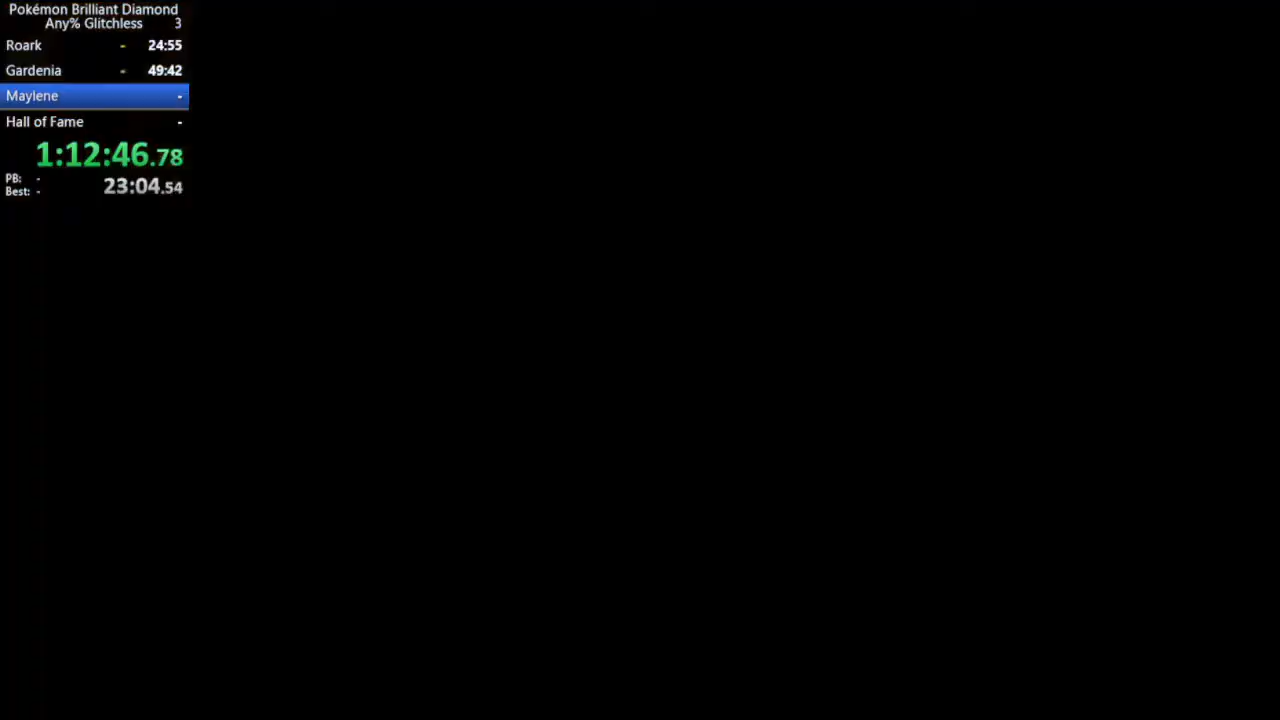 Pokémon Brilliant Diamond
Any% Glitchless 3
Roark - 24:55
Gardenia - 49:42
Maylene -
Hall of Fame -
1:12:46.78
PB: - 
Best: - 23:04.54